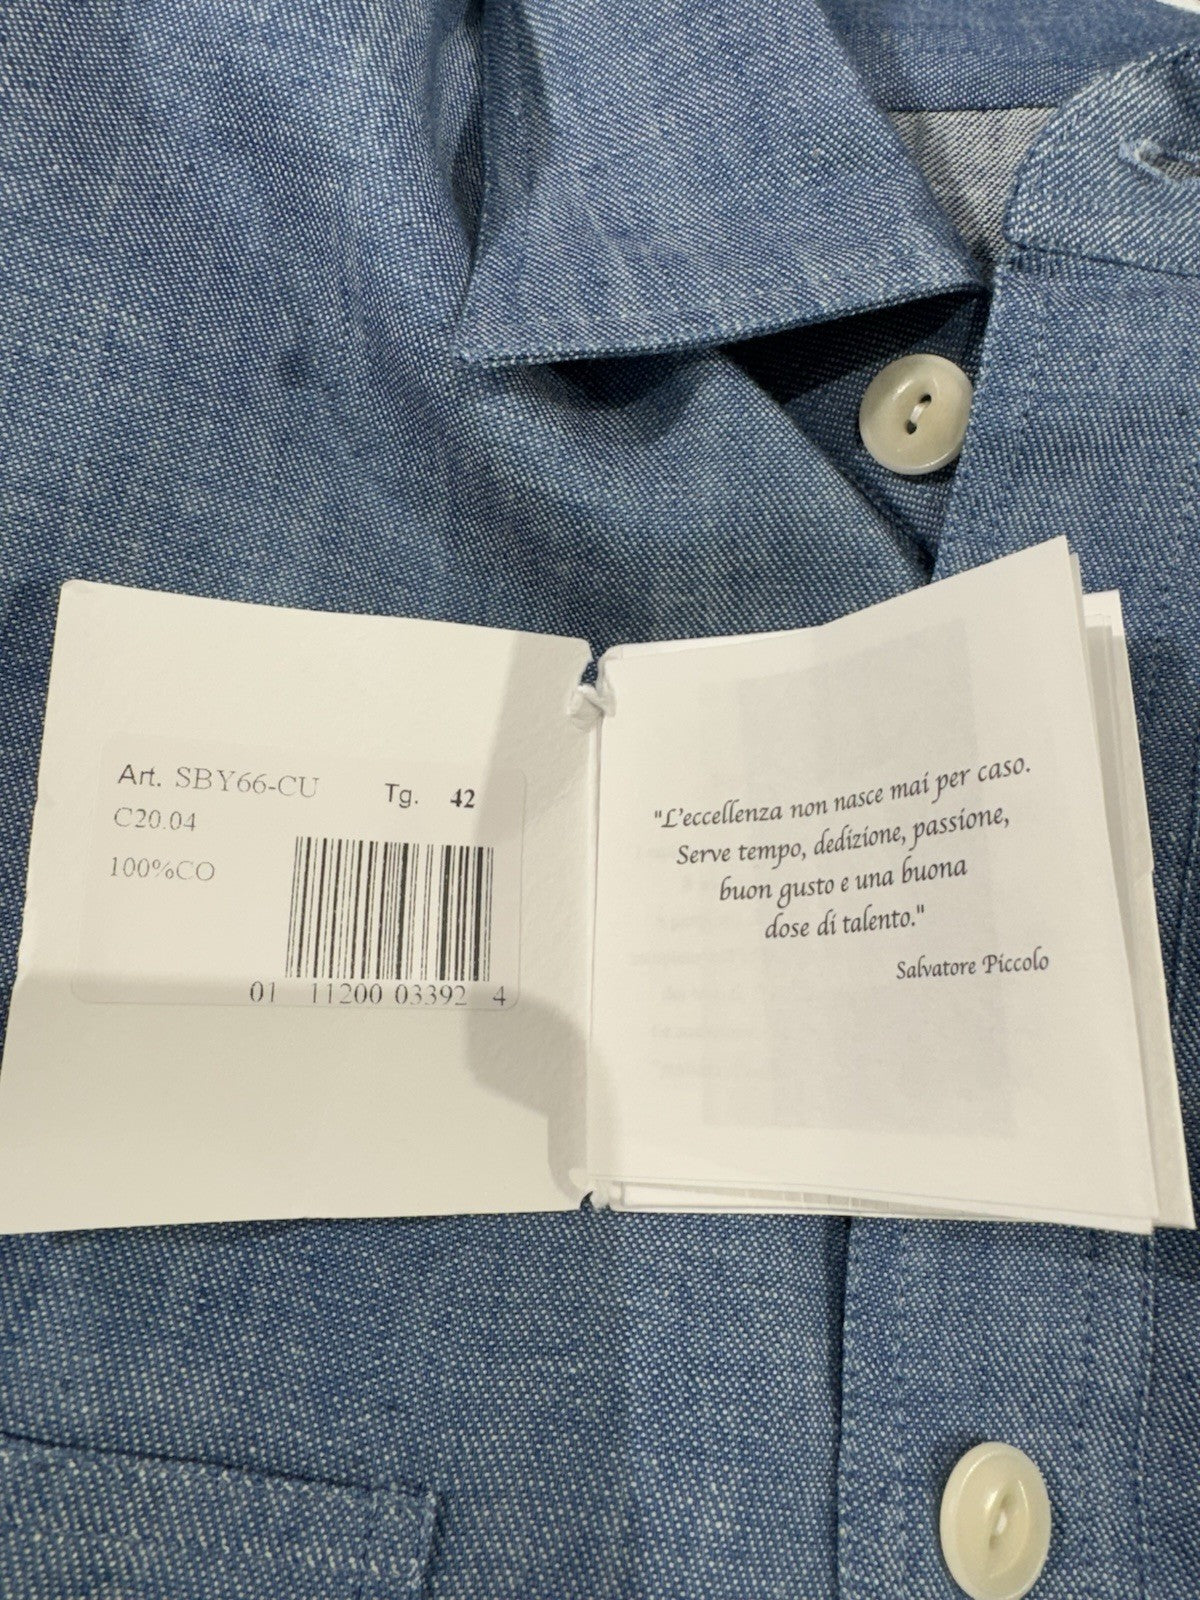 Art. SBY66-CU Tg. 42
C20.04
100%CO
01 11200 03392 4
"L'eccellenza non nasce mai per caso.
Serve tempo, dedizione, passione,
buon gusto e una buona
dose di talento."
Salvatore Piccolo